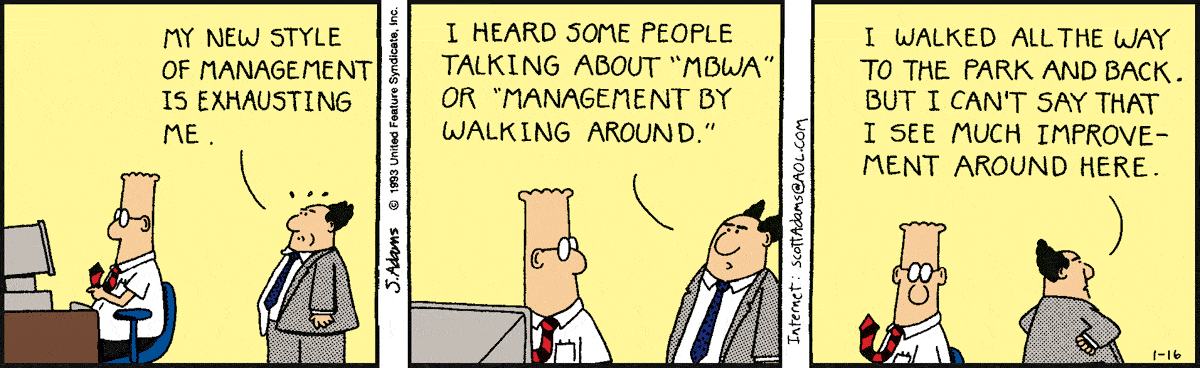 MY NEW STYLE
OF MANAGEMENT
IS EXHAUSTING
ME.
S. Adams © 1993 United Feature Syndicate, Inc.
I HEARD SOME PEOPLE
TALKING ABOUT "MBWA"
OR "MANAGEMENT BY
WALKING AROUND."
Internet: ScottAdams@AOL.COM
I WALKED ALL THE WAY
TO THE PARK AND BACK.
BUT I CAN'T SAY THAT
I SEE MUCH IMPROVE-
MENT AROUND HERE.
1-16